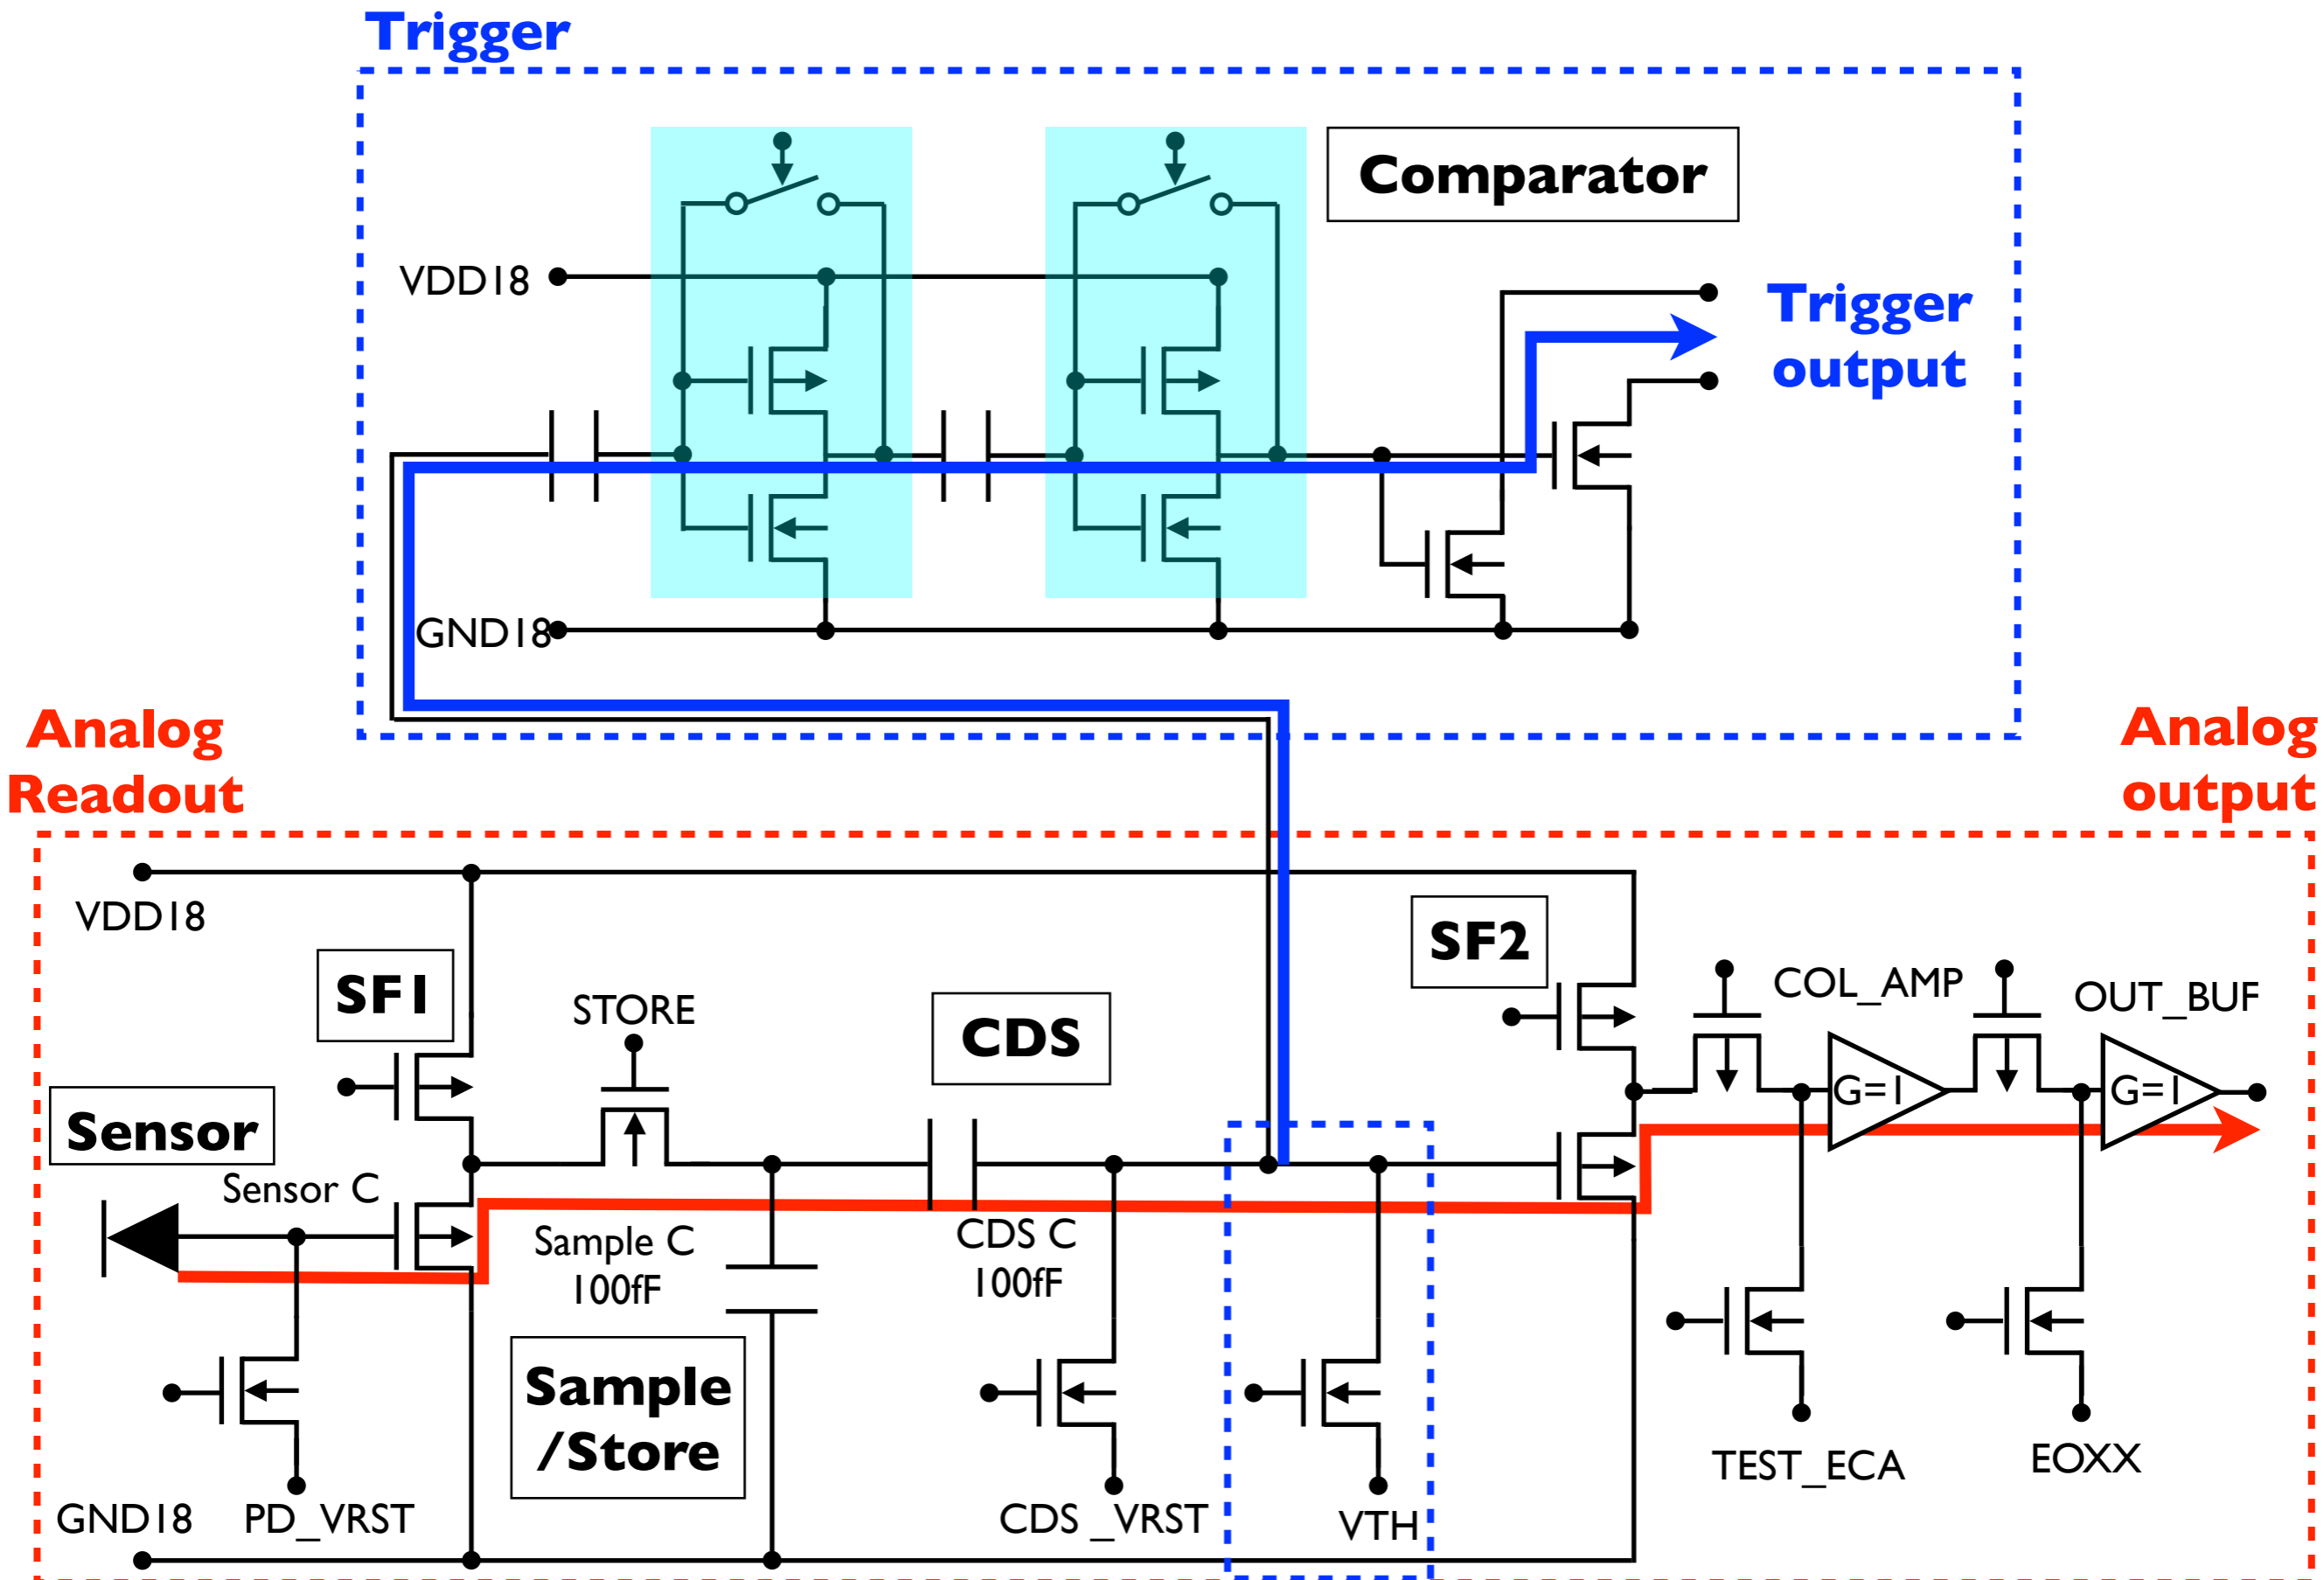 Trigger
Comparator
VDD18
Trigger
output
GND18
Analog
Readout
Analog
output
VDD18
SF1
SF2
STORE
CDS
COL_AMP
OUT_BUF
G=1
G=1
Sensor
Sensor C
Sample C
100fF
CDS C
100fF
Sample
/Store
TEST_ECA
EOXX
GND18
PD_VRST
CDS _VRST
VTH